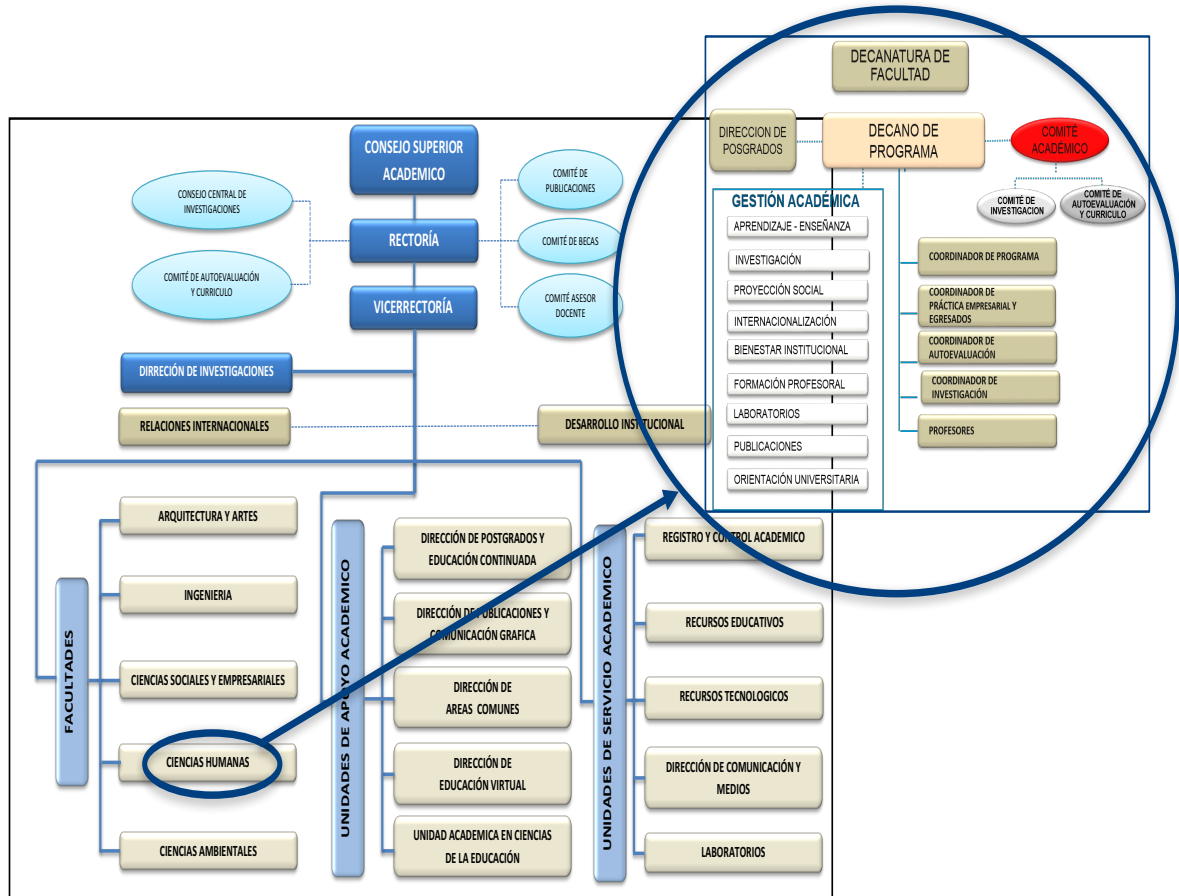 DECANATURA DE
FACULTAD
DIRECCION DE
POSGRADOS
DECANO DE
PROGRAMA
COMITÉ
ACADÉMICO
COMITÉ DE
INVESTIGACION
COMITÉ DE
AUTOEVALUACIÓN
Y CURRICULO
GESTIÓN ACADÉMICA
APRENDIZAJE - ENSEÑANZA
INVESTIGACIÓN
PROYECCIÓN SOCIAL
INTERNACIONALIZACIÓN
BIENESTAR INSTITUCIONAL
FORMACIÓN PROFESORAL
LABORATORIOS
PUBLICACIONES
ORIENTACIÓN UNIVERSITARIA
COORDINADOR DE PROGRAMA
COORDINADOR DE
PRÁCTICA EMPRESARIAL Y
EGRESADOS
COORDINADOR DE
AUTOEVALUACIÓN
COORDINADOR DE
INVESTIGACIÓN
PROFESORES
CONSEJO SUPERIOR
ACADEMICO
CONSEJO CENTRAL DE
INVESTIGACIONES
COMITÉ DE
PUBLICACIONES
RECTORÍA
COMITÉ DE BECAS
COMITÉ DE AUTOEVALUACIÓN
Y CURRICULO
VICERRECTORÍA
COMITÉ ASESOR
DOCENTE
DIRRECIÓN DE INVESTIGACIONES
RELACIONES INTERNACIONALES
DESARROLLO INSTITUCIONAL
FACULTADES
ARQUITECTURA Y ARTES
INGENIERIA
CIENCIAS SOCIALES Y EMPRESARIALES
CIENCIAS HUMANAS
CIENCIAS AMBIENTALES
UNIDADES DE APOYO ACADEMICO
DIRECCIÓN DE POSTGRADOS Y
EDUCACIÓN CONTINUADA
DIRECCIÓN DE PUBLICACIONES Y
COMUNICACIÓN GRAFICA
DIRECCIÓN DE
AREAS COMUNES
DIRECCIÓN DE
EDUCACIÓN VIRTUAL
UNIDAD ACADEMICA EN CIENCIAS
DE LA EDUCACIÓN
UNIDADES DE SERVICIO ACADEMICO
REGISTRO Y CONTROL ACADEMICO
RECURSOS EDUCATIVOS
RECURSOS TECNOLOGICOS
DIRECCIÓN DE COMUNICACIÓN Y
MEDIOS
LABORATORIOS